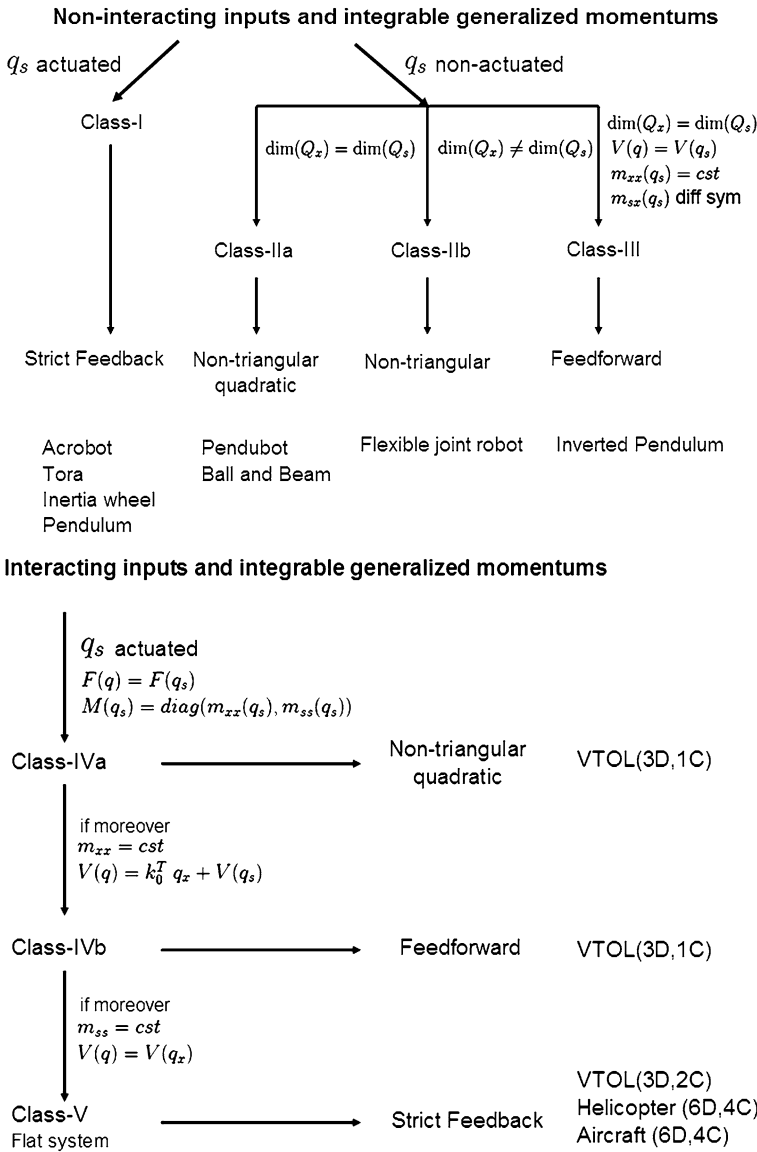 Non-interacting inputs and integrable generalized momentums
q_s actuated
q_s non-actuated
Class-I
dim(Q_x) = dim(Q_s)
dim(Q_x) ≠ dim(Q_s)
dim(Q_x) = dim(Q_s)
V(q) = V(q_s)
m_xx(q_s) = cst
m_sx(q_s) diff sym
Class-IIa
Class-IIb
Class-III
Strict Feedback
Non-triangular
quadratic
Non-triangular
Feedforward
Acrobot
Tora
Inertia wheel
Pendulum
Pendubot
Ball and Beam
Flexible joint robot
Inverted Pendulum
Interacting inputs and integrable generalized momentums
q_s actuated
F(q) = F(q_s)
M(q_s) = diag(m_xx(q_s), m_ss(q_s))
Class-IVa
Non-triangular
quadratic
VTOL(3D,1C)
if moreover
m_xx = cst
V(q) = k_0^T q_x + V(q_s)
Class-IVb
Feedforward
VTOL(3D,1C)
if moreover
m_ss = cst
V(q) = V(q_x)
Class-V
Flat system
Strict Feedback
VTOL(3D,2C)
Helicopter (6D,4C)
Aircraft (6D,4C)